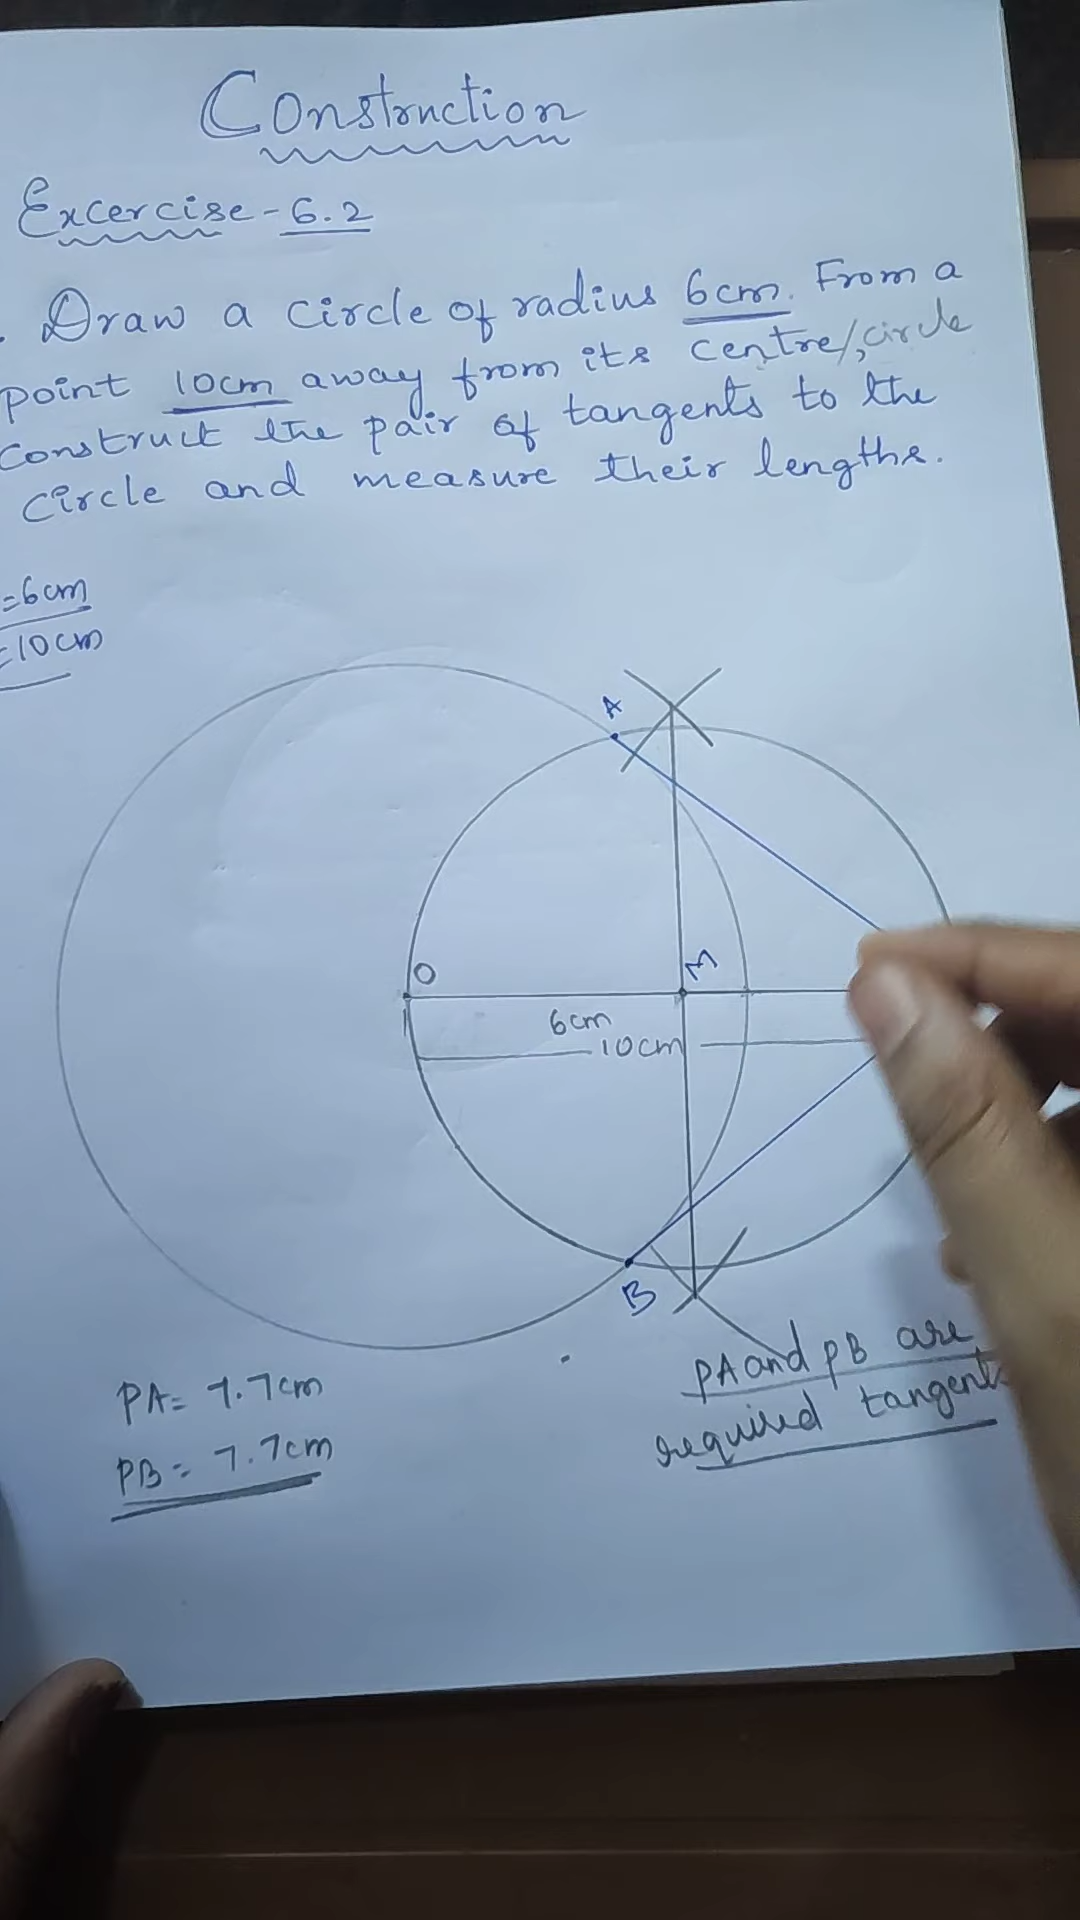 Construction
Excercise-6.2
. Draw a circle of radius 6cm. From a
point 10cm away from its centre/, circle
construct the pair of tangents to the
circle and measure their lengths.
=6cm
=10cm
A
O
M
6cm
10cm
B
PA and PB are
required tangents
PA= 7.7cm
PB= 7.7cm